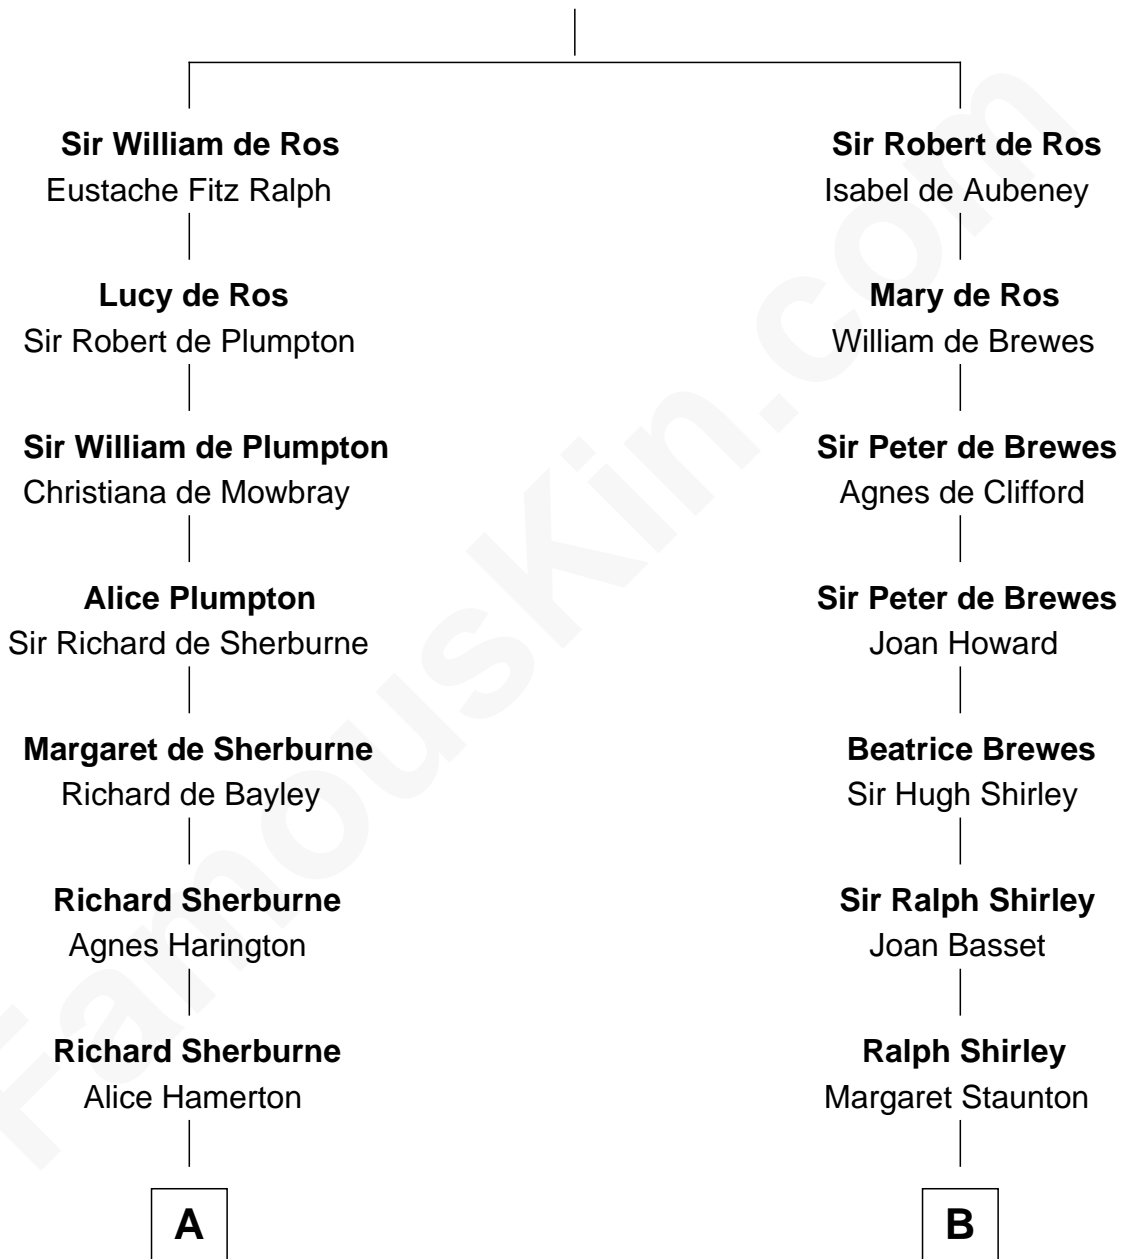 Sir William de Ros
Eustache Fitz Ralph
Sir Robert de Ros
Isabel de Aubeney
Lucy de Ros
Sir Robert de Plumpton
Mary de Ros
William de Brewes
Sir William de Plumpton
Christiana de Mowbray
Sir Peter de Brewes
Agnes de Clifford
Alice Plumpton
Sir Richard de Sherburne
Sir Peter de Brewes
Joan Howard
Margaret de Sherburne
Richard de Bayley
Beatrice Brewes
Sir Hugh Shirley
Richard Sherburne
Agnes Harington
Sir Ralph Shirley
Joan Basset
Richard Sherburne
Alice Hamerton
Ralph Shirley
Margaret Staunton
A
B
FamousKin.com